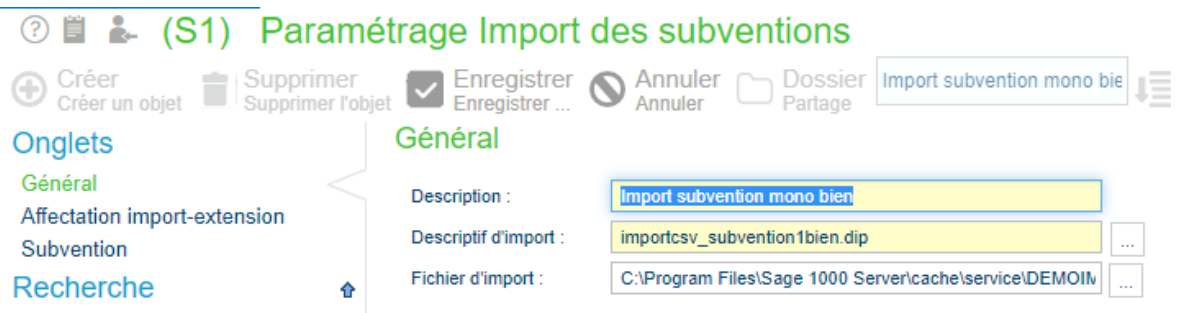 (S1) Paramétrage Import des subventions
Créer
Créer un objet
Supprimer
Supprimer l'objet
Enregistrer
Enregistrer ...
Annuler
Annuler
Dossier
Partage
Import subvention mono bie
Onglets
Général
Affectation import-extension
Subvention
Recherche
Général
Description :
Import subvention mono bien
Descriptif d'import :
importcsv_subvention1bien.dip
...
Fichier d'import :
C:\Program Files\Sage 1000 Server\cache\service\DEMOIM
...